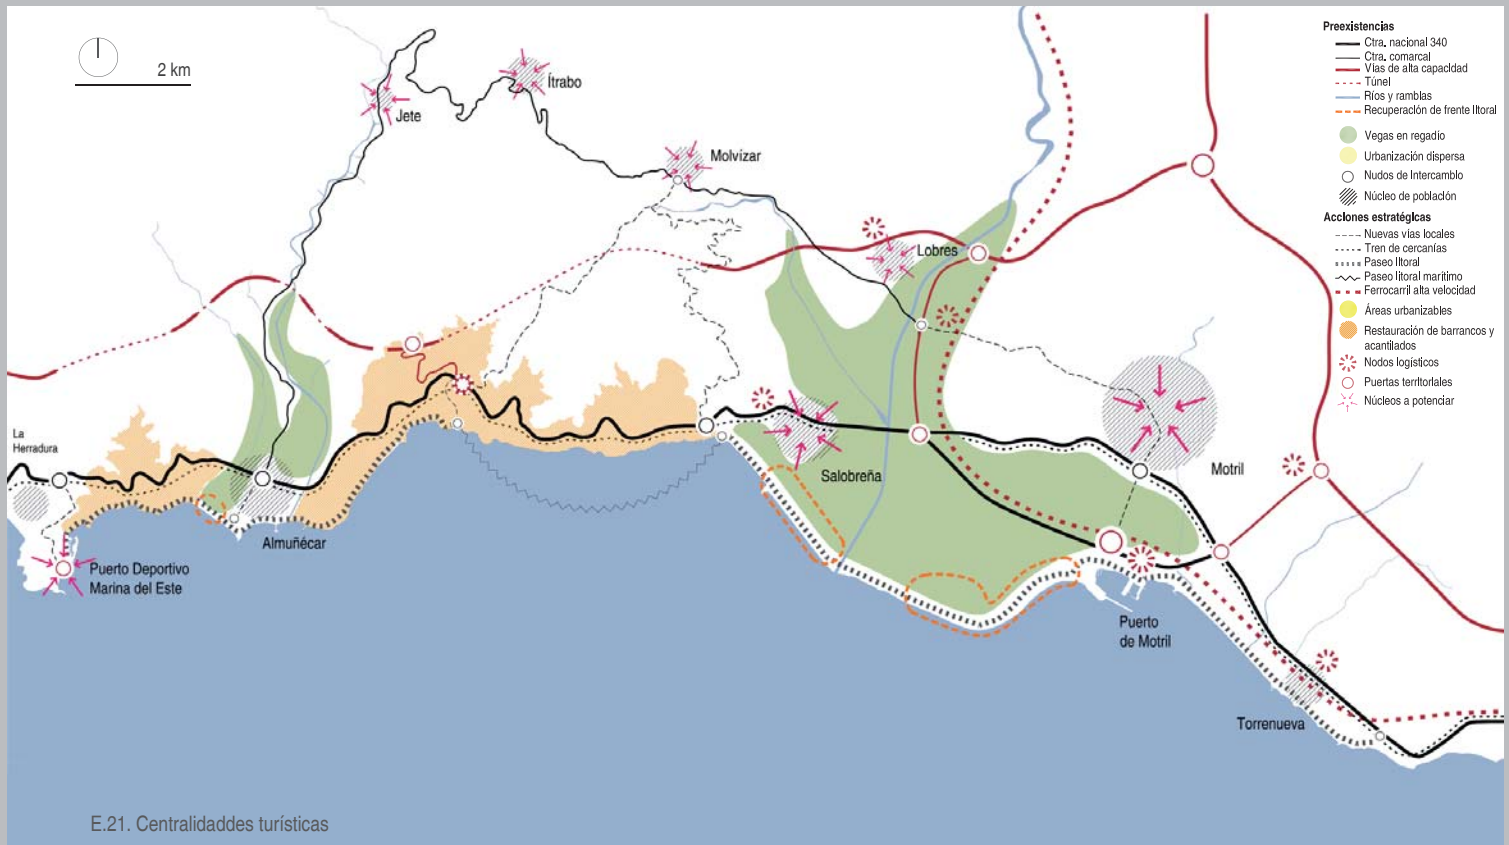 2 km
Ítrabo
Jete
Molvízar
Lobres
La
Herradura
Salobreña
Motril
Almuñécar
Puerto Deportivo
Marina del Este
Puerto
de Motril
Torrenueva
E.21. Centralidaddes turísticas
Preexistencias
Ctra. nacional 340
Ctra. comarcal
Vías de alta capacidad
Túnel
Ríos y ramblas
Recuperación de frente litoral
Vegas en regadío
Urbanización dispersa
Nudos de Intercambio
Núcleo de población
Acciones estratégicas
Nuevas vías locales
Tren de cercanías
Paseo litoral
Paseo litoral marítimo
Ferrocarril alta velocidad
Áreas urbanizables
Restauración de barrancos y
acantilados
Nodos logísticos
Puertas territoriales
Núcleos a potenciar